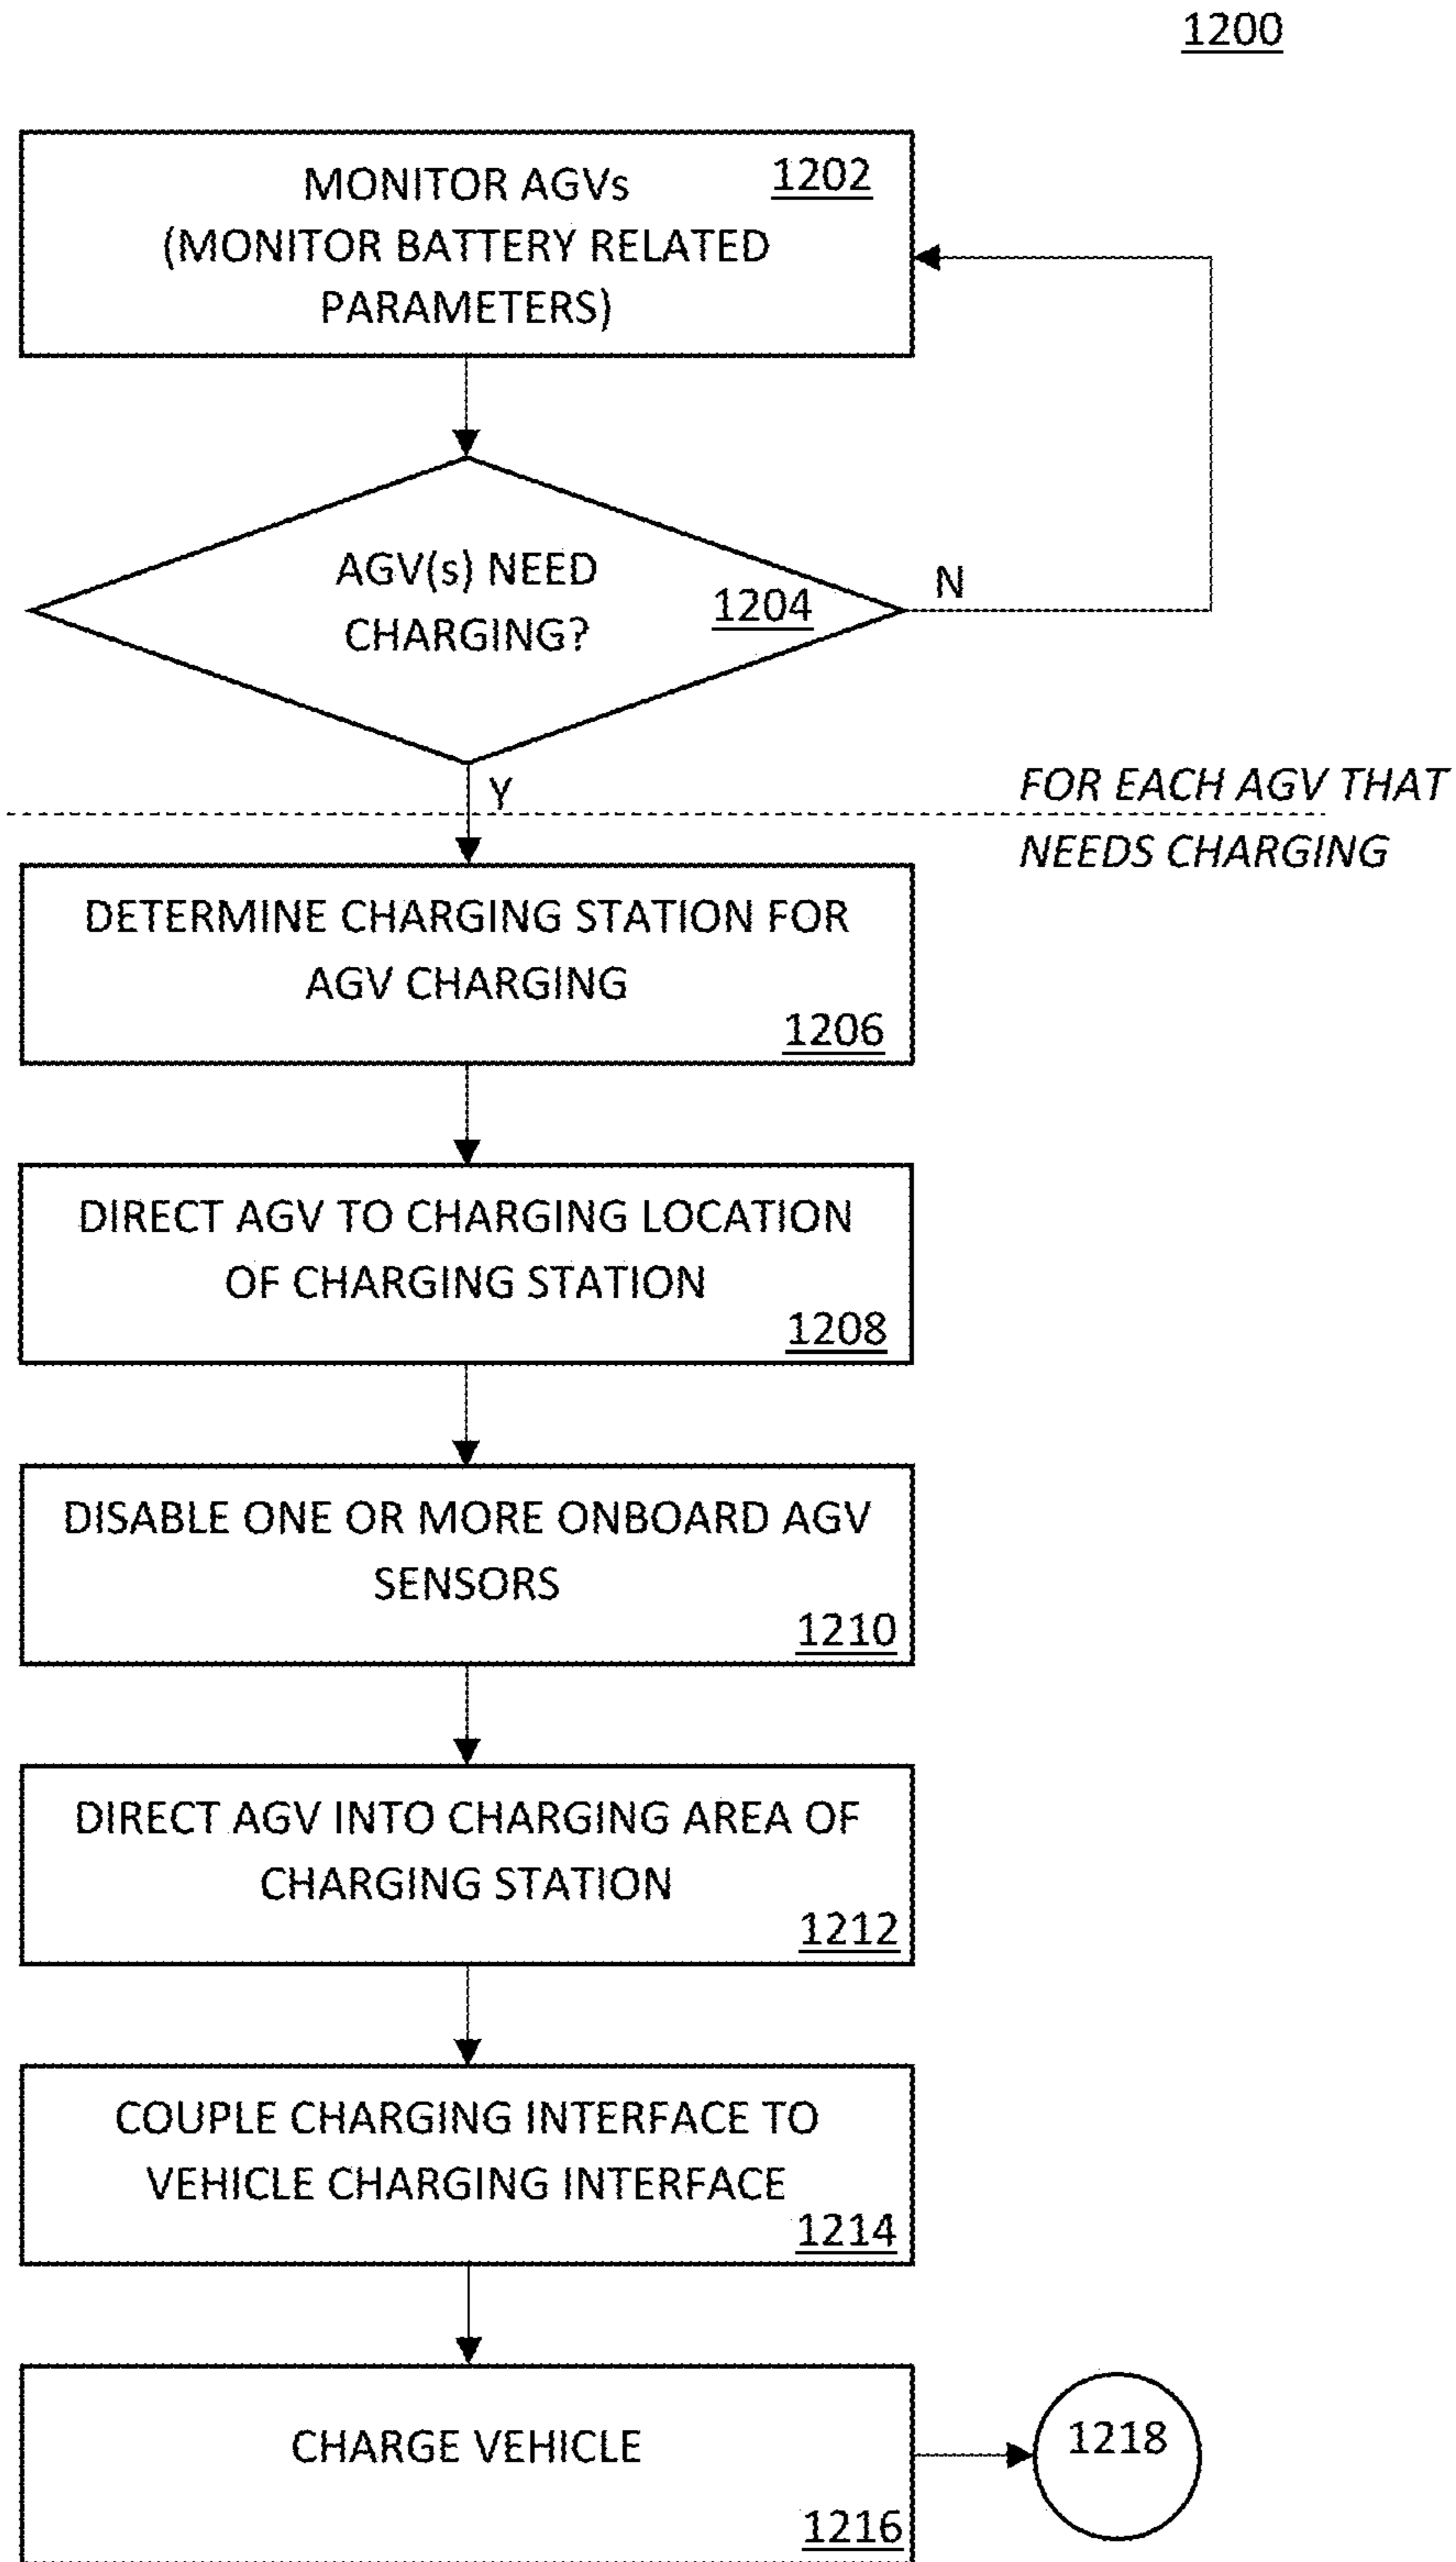 1200
MONITOR AGVs
1202
(MONITOR BATTERY RELATED
PARAMETERS)
AGV(s) NEED
CHARGING?
1204
N
Y
FOR EACH AGV THAT
NEEDS CHARGING
DETERMINE CHARGING STATION FOR
AGV CHARGING
1206
DIRECT AGV TO CHARGING LOCATION
OF CHARGING STATION
1208
DISABLE ONE OR MORE ONBOARD AGV
SENSORS
1210
DIRECT AGV INTO CHARGING AREA OF
CHARGING STATION
1212
COUPLE CHARGING INTERFACE TO
VEHICLE CHARGING INTERFACE
1214
CHARGE VEHICLE
1216
1218